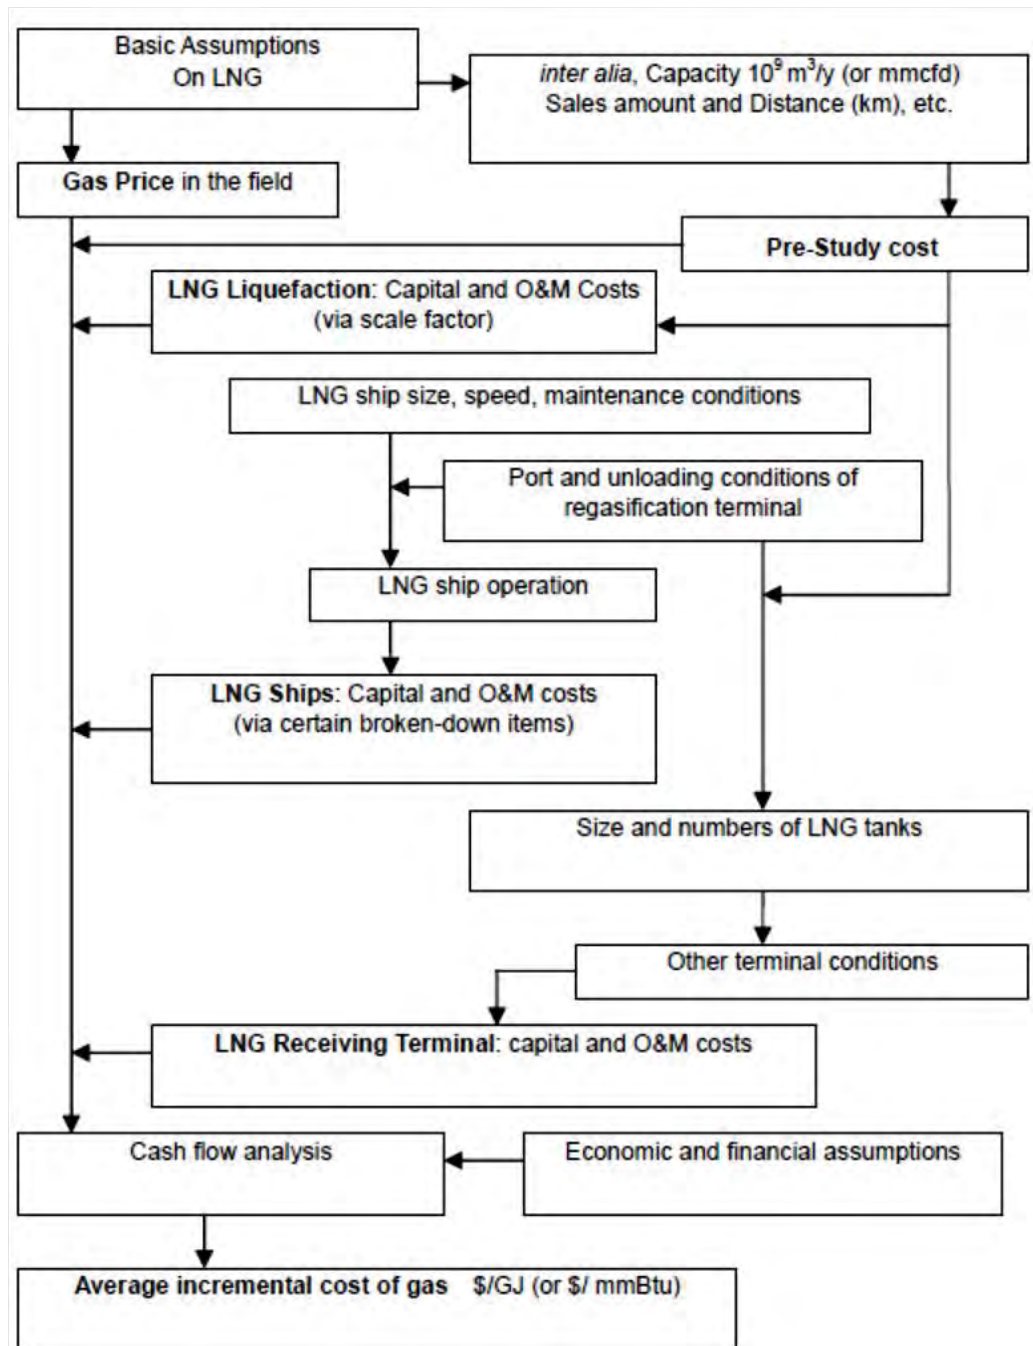 Basic Assumptions
On LNG
inter alia, Capacity 10⁹ m³/y (or mmcfd)
Sales amount and Distance (km), etc.
Gas Price in the field
Pre-Study cost
LNG Liquefaction: Capital and O&M Costs
(via scale factor)
LNG ship size, speed, maintenance conditions
Port and unloading conditions of
regasification terminal
LNG ship operation
LNG Ships: Capital and O&M costs
(via certain broken-down items)
Size and numbers of LNG tanks
Other terminal conditions
LNG Receiving Terminal: capital and O&M costs
Cash flow analysis
Economic and financial assumptions
Average incremental cost of gas $/GJ (or $/ mmBtu)